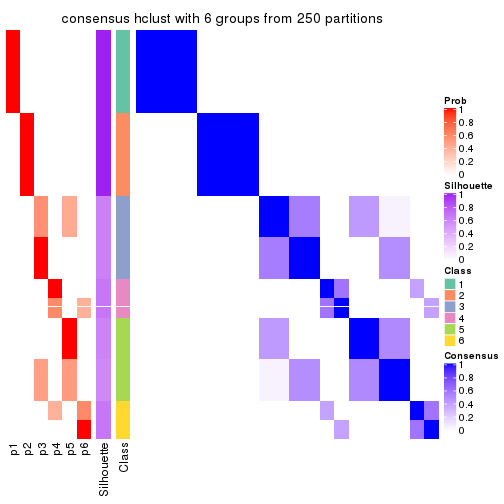 consensus hclust with 6 groups from 250 partitions
Prob
1
0.8
0.6
0.4
0.2
0
Silhouette
1
0.8
0.6
0.4
0.2
0
Class
1
2
3
4
5
6
Consensus
1
0.8
0.6
0.4
0.2
0
p1
p2
p3
p4
p5
p6
Silhouette
Class